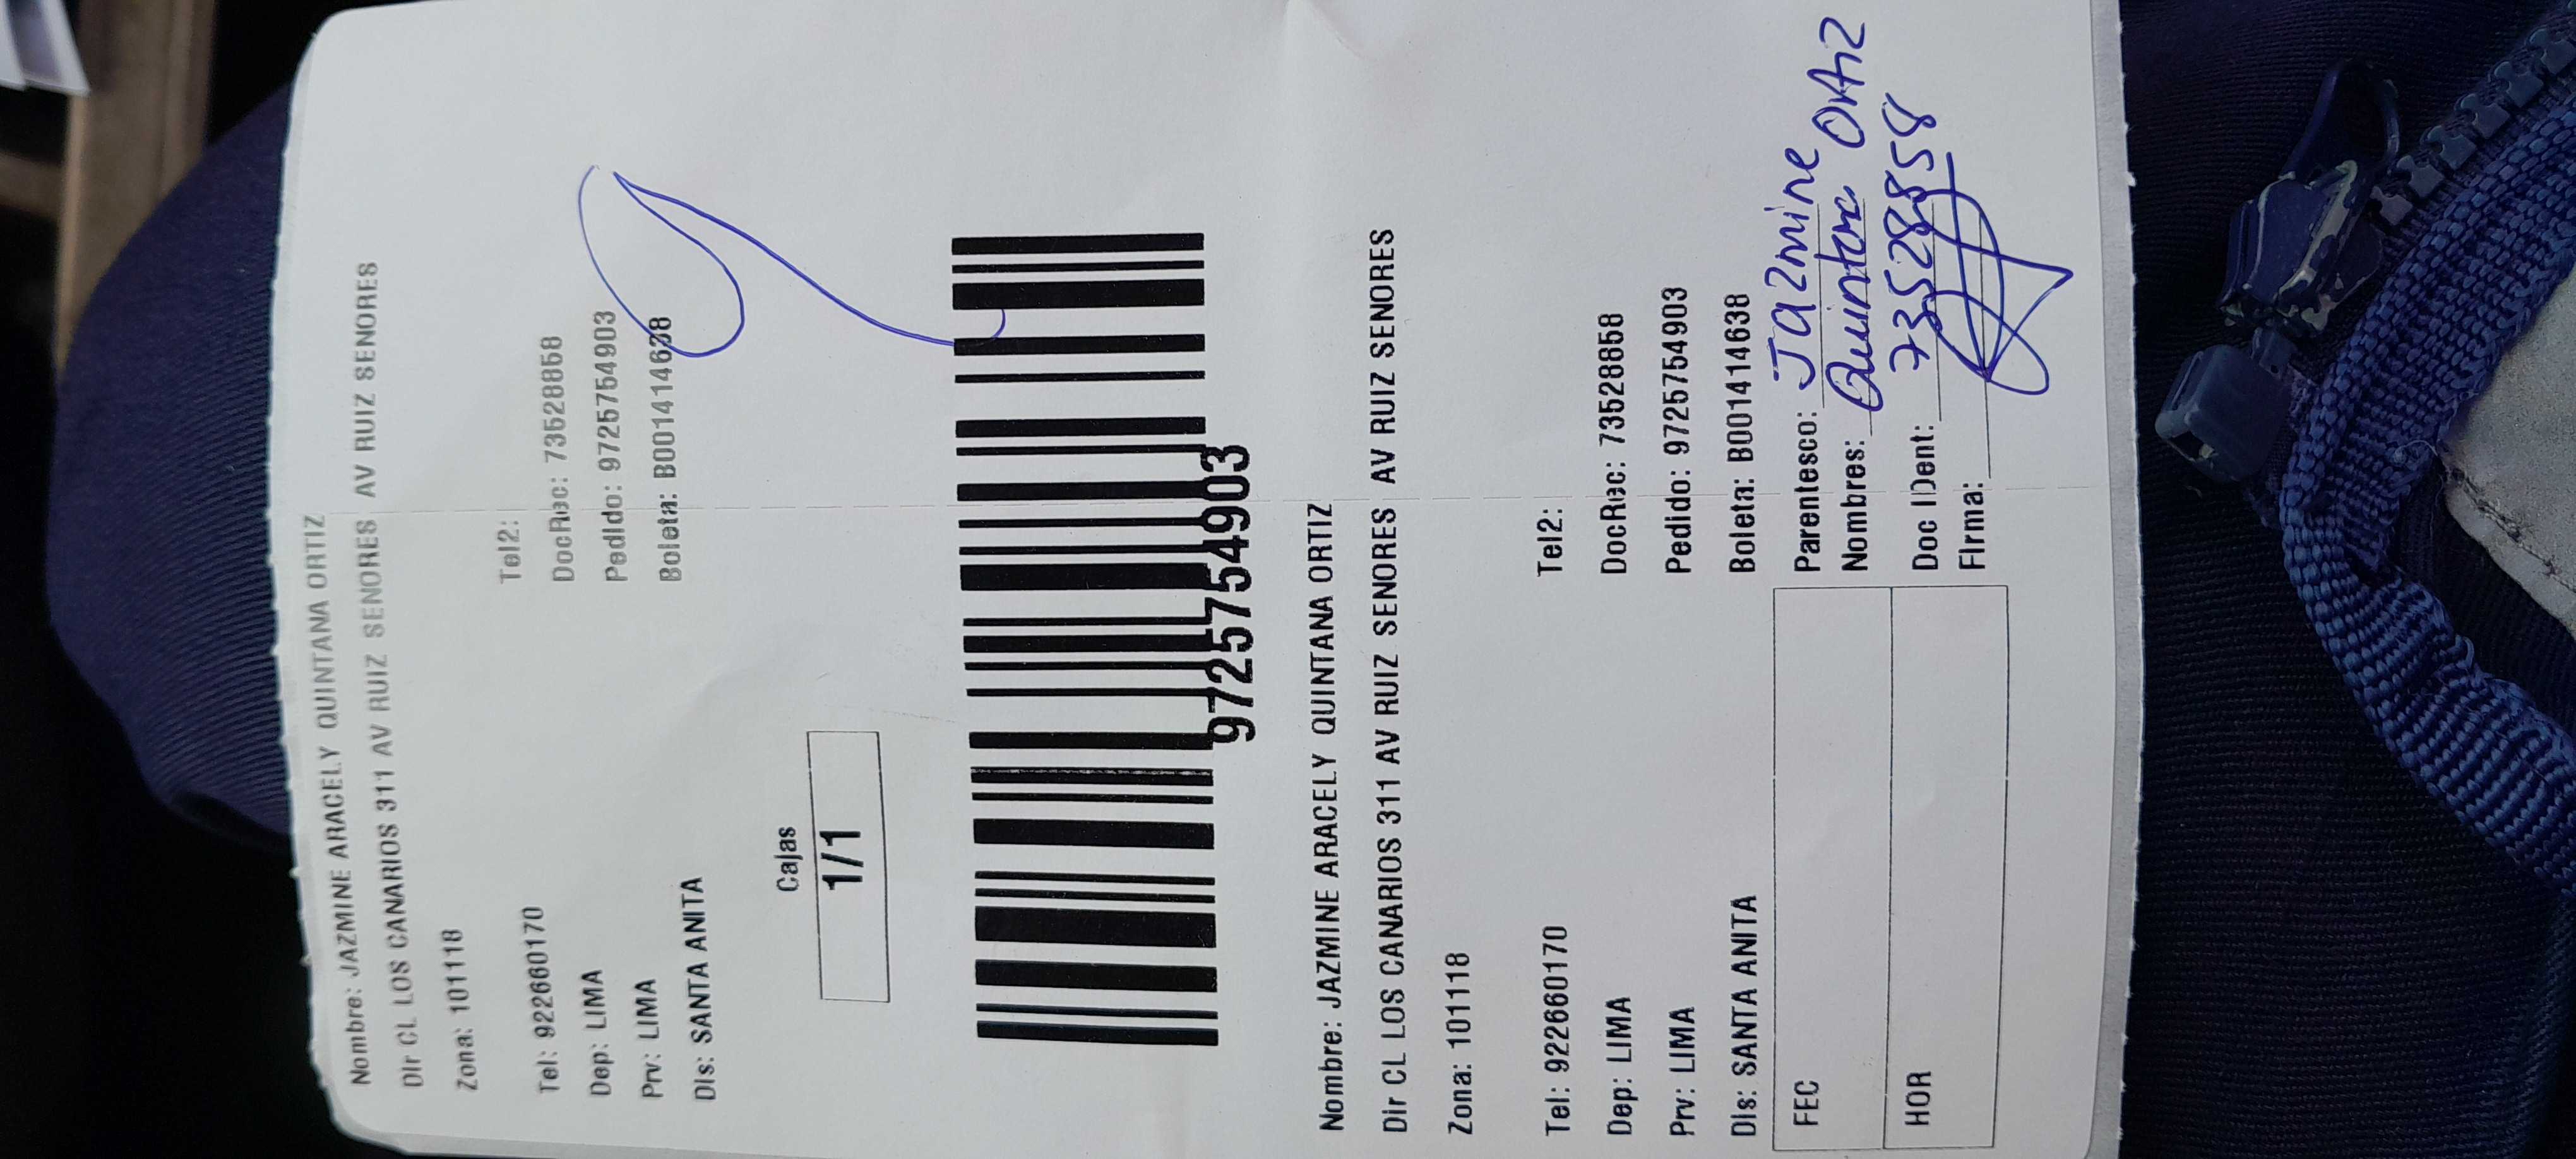 Nombre: JAZMINE ARACELY QUINTANA ORTIZ
Dir CL LOS CANARIOS 311 AV RUIZ SENORES AV RUIZ SENORES
Zona: 101118
Tel: 922660170 Tel2:
Dep: LIMA DocRec: 73528858
Prv: LIMA Pedido: 9725754903
Dis: SANTA ANITA Boleta: B001414638
Cajas
1/1
9725754903
Nombre: JAZMINE ARACELY QUINTANA ORTIZ
Dir CL LOS CANARIOS 311 AV RUIZ SENORES AV RUIZ SENORES
Zona: 101118
Tel: 922660170 Tel2:
Dep: LIMA DocRec: 73528858
Prv: LIMA Pedido: 9725754903
Dis: SANTA ANITA Boleta: B001414638
FEC Parentesco: Jazmine
Nombres: Quintana Ortiz
HOR Doc IDent: 73528858
Firma: